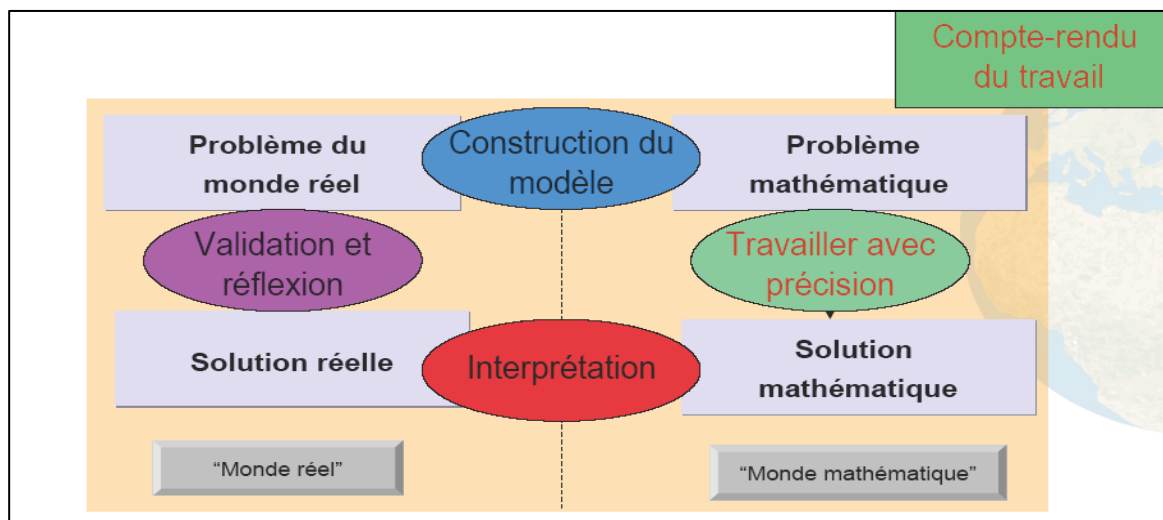 Compte-rendu
du travail
Problème du
monde réel
Construction du
modèle
Problème
mathématique
Validation et
réflexion
Travailler avec
précision
Solution réelle
Interprétation
Solution
mathématique
“Monde réel”
“Monde mathématique”